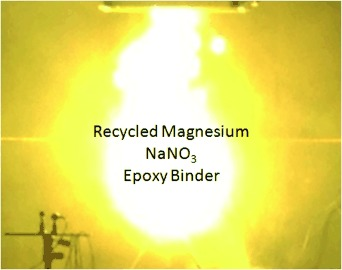 Recycled Magnesium
NaNO₃
Epoxy Binder